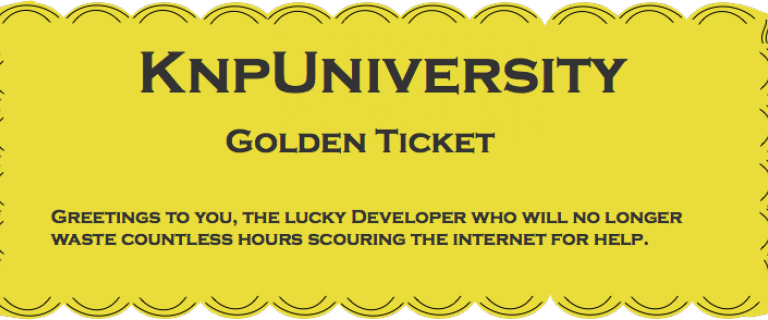 KnpUniversity
Golden Ticket
Greetings to you, the lucky Developer who will no longer
waste countless hours scouring the internet for help.